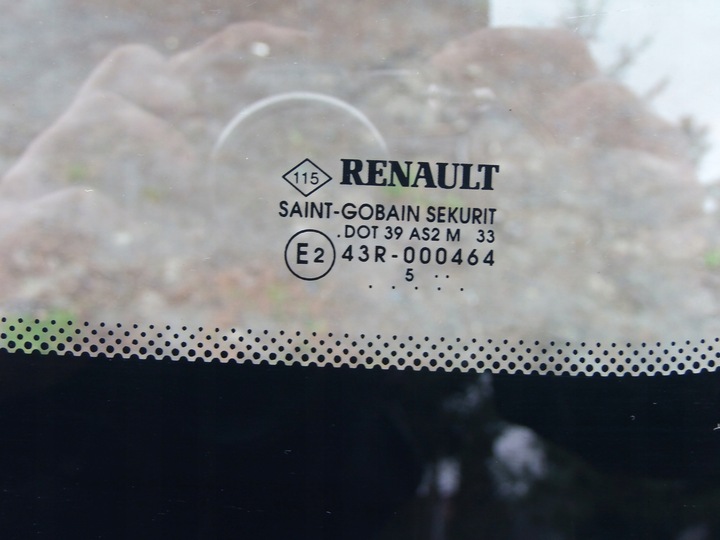 115 RENAULT
SAINT-GOBAIN SEKURIT
.DOT 39 AS2 M 33
E2 43R-000464
5 ..
. . . . .